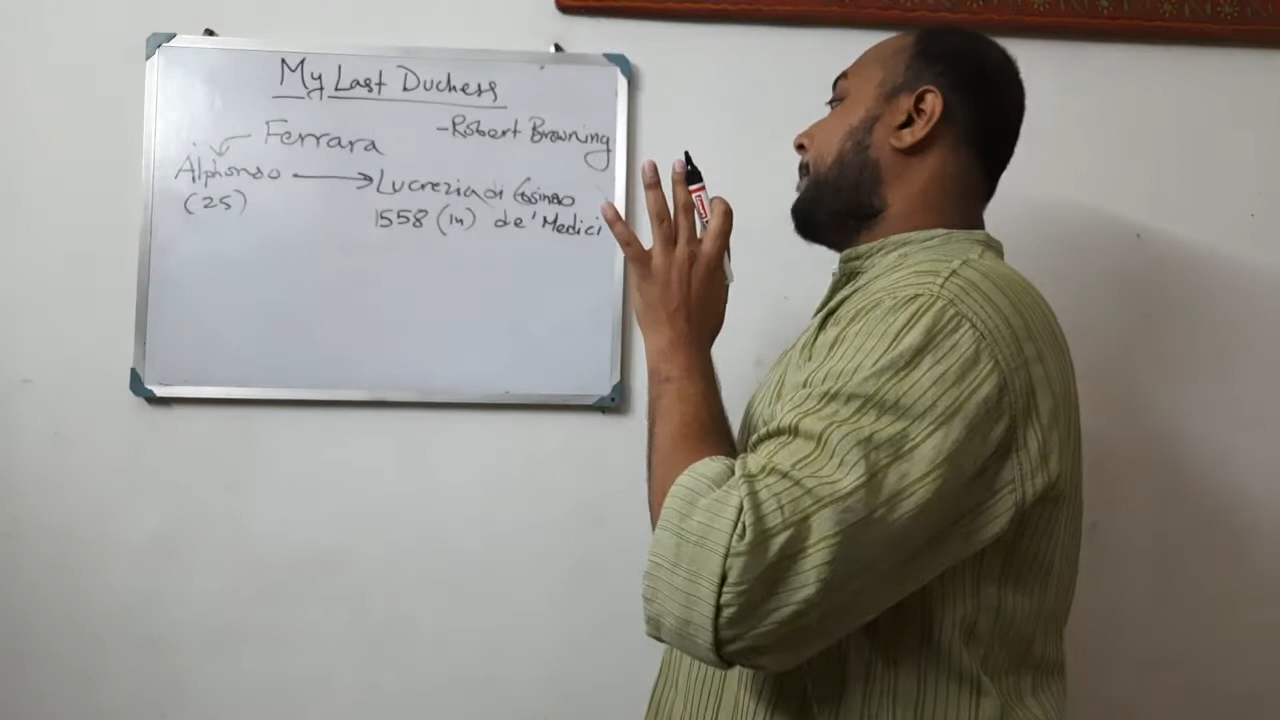 My Last Duchess
-Robert Browning
Ferrara
Alphonso → Lucrezia di Cosimo
(25) 1558 (14) de' Medici